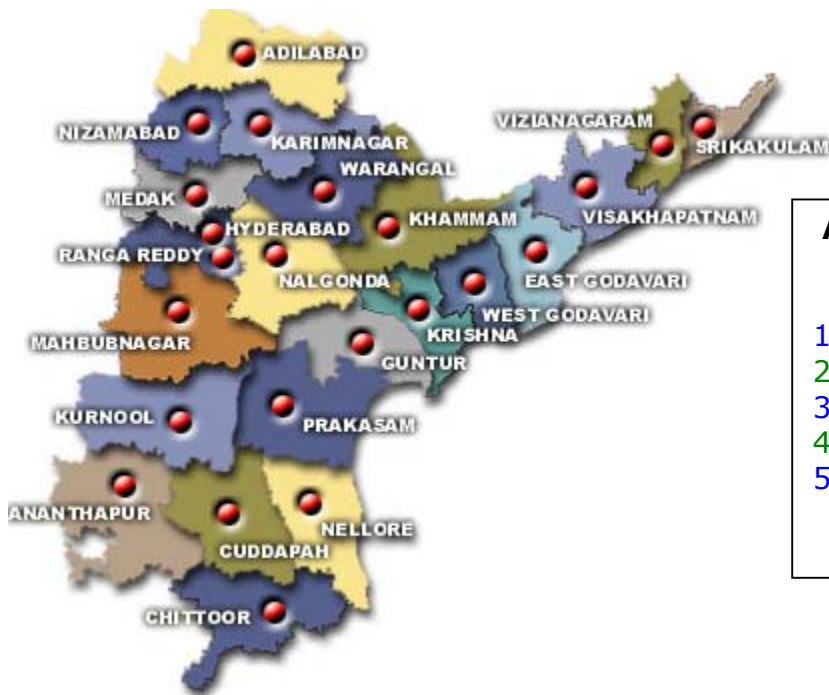 ADILABAD
NIZAMABAD
KARIMNAGAR
VIZIANAGARAM
SRIKAKULAM
WARANGAL
MEDAK
KHAMMAM
VISAKHAPATNAM
HYDERABAD
RANGA REDDY
NALGONDA
EAST GODAVARI
WEST GODAVARI
KRISHNA
MAHBUBNAGAR
GUNTUR
KURNOOL
PRAKASAM
ANANTHAPUR
NELLORE
CUDDAPAH
CHITTOOR
A
1
2
3
4
5